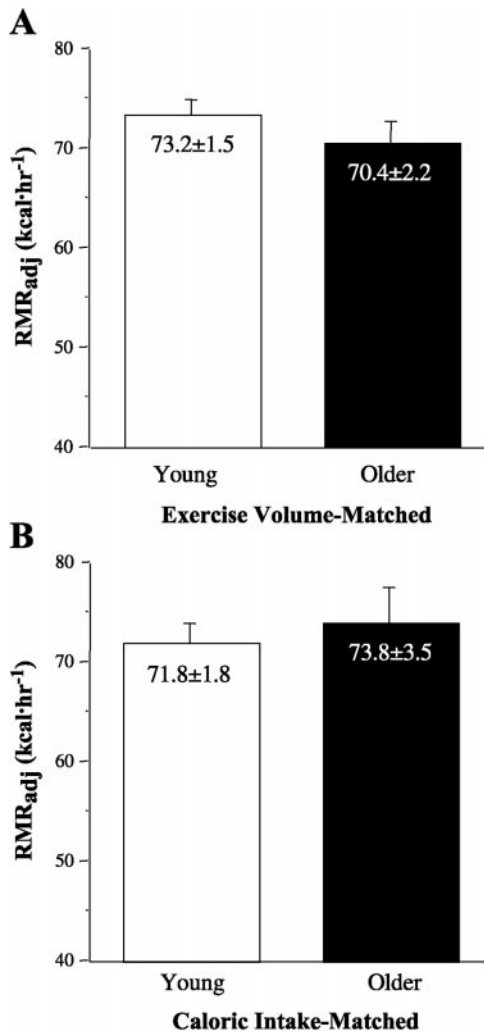 A
80
70
60
50
40
RMRadj (kcal·hr-1)
73.2±1.5
70.4±2.2
Young
Older
Exercise Volume-Matched
B
80
70
60
50
40
RMRadj (kcal·hr-1)
71.8±1.8
73.8±3.5
Young
Older
Caloric Intake-Matched